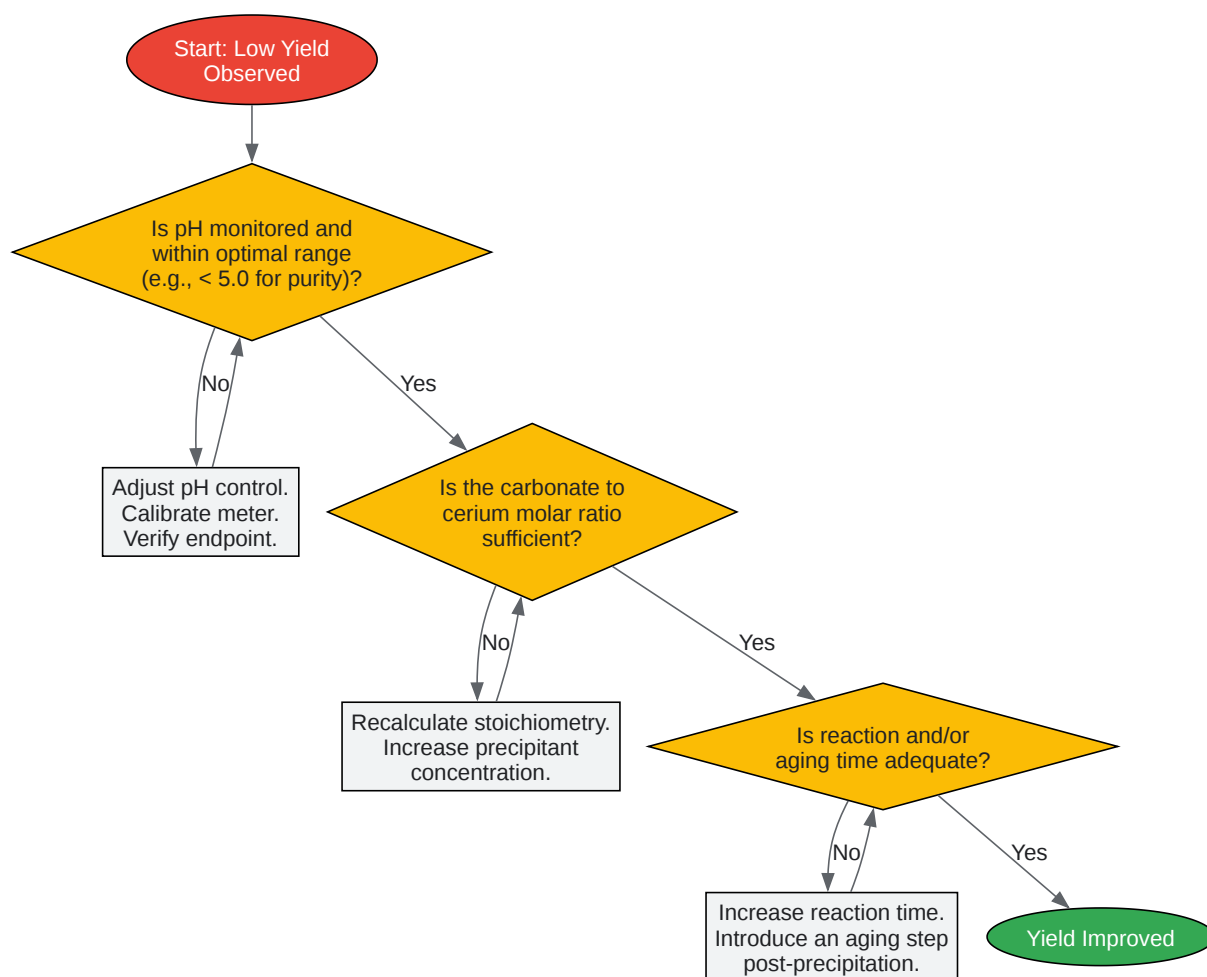 Start: Low Yield
Observed
Is pH monitored and
within optimal range
(e.g., < 5.0 for purity)?
No
Yes
Adjust pH control.
Calibrate meter.
Verify endpoint.
Is the carbonate to
cerium molar ratio
sufficient?
No
Yes
Recalculate stoichiometry.
Increase precipitant
concentration.
Is reaction and/or
aging time adequate?
No
Yes
Increase reaction time.
Introduce an aging step
post-precipitation.
Yield Improved